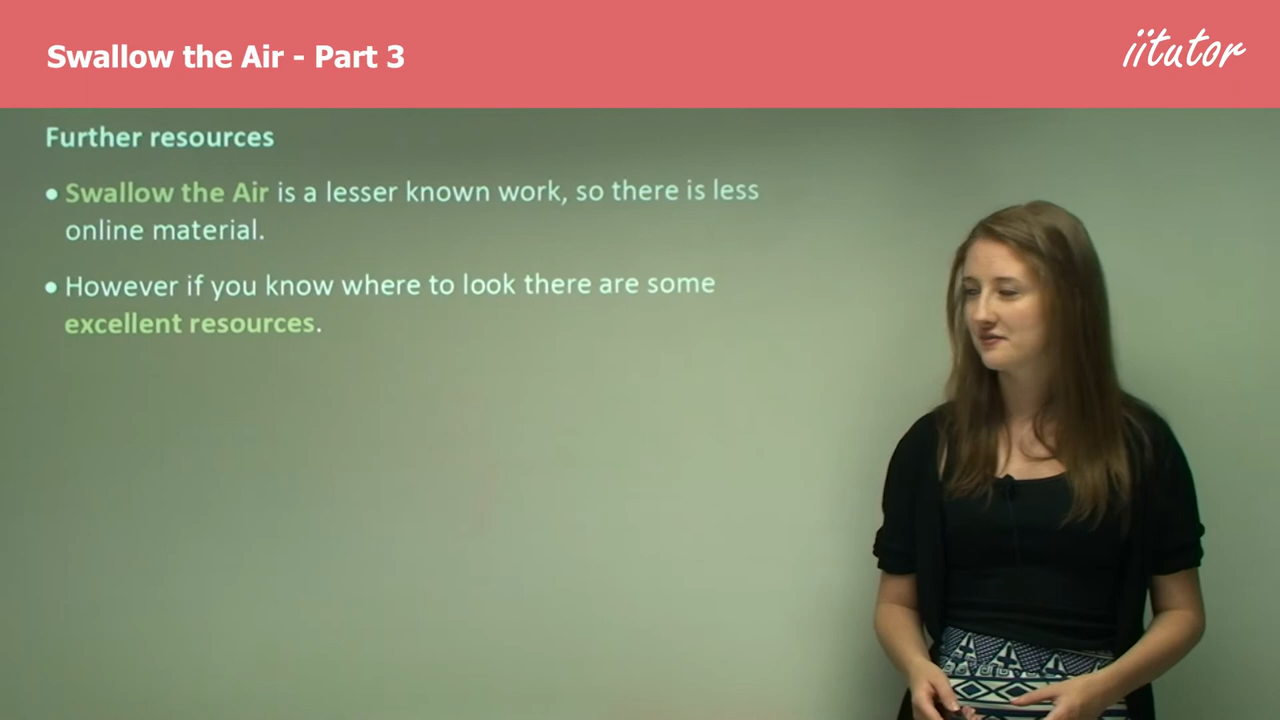 Swallow the Air - Part 3
iitutor
Further resources
• Swallow the Air is a lesser known work, so there is less
online material.
• However if you know where to look there are some
excellent resources.